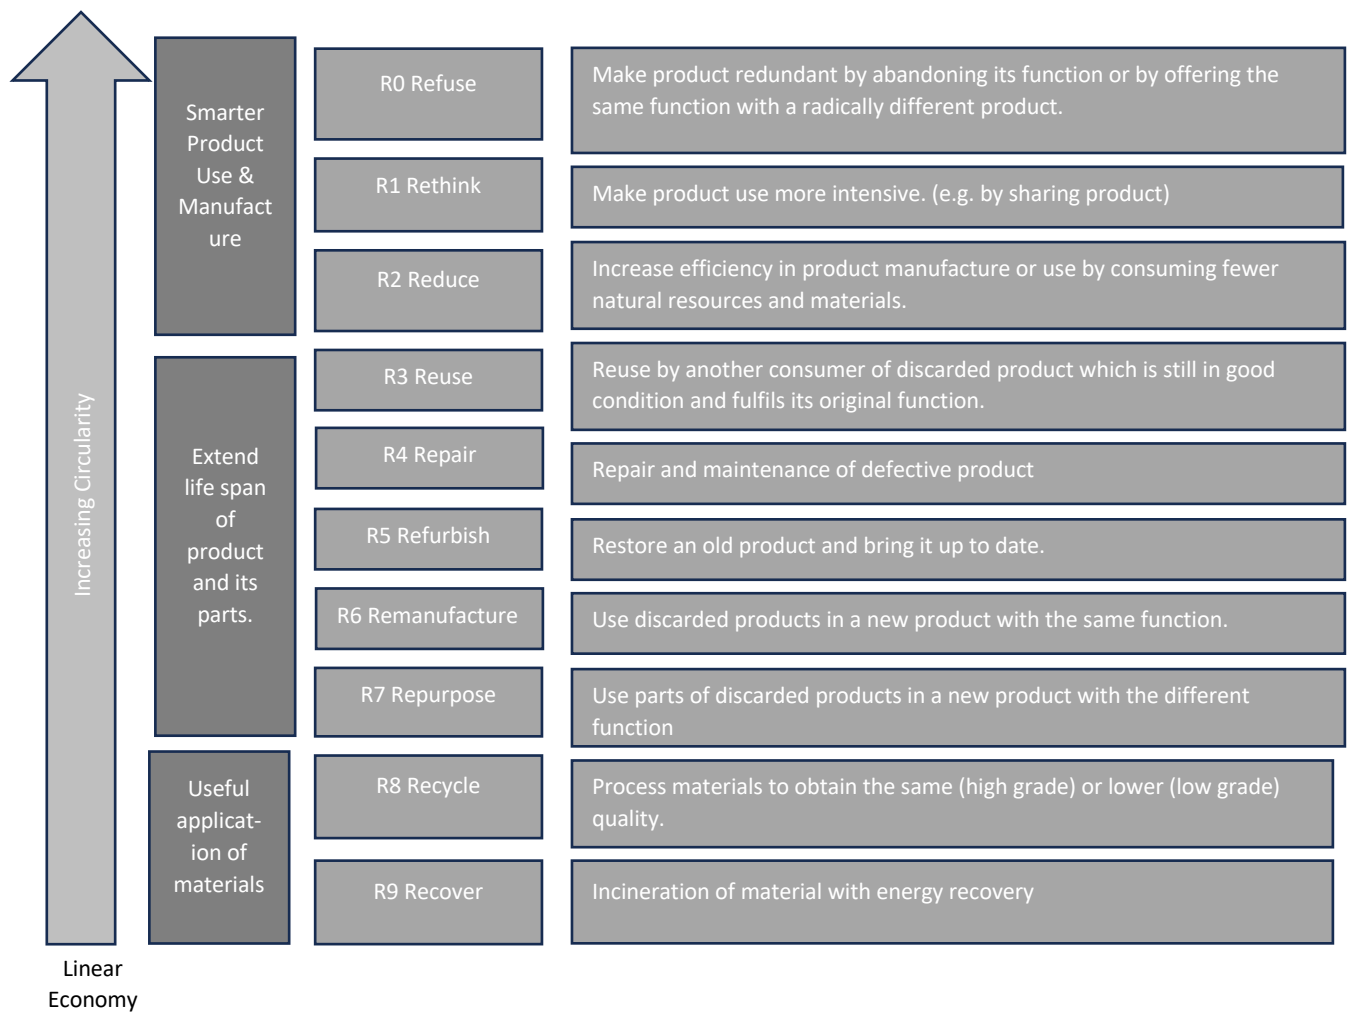 Increasing Circularity
Linear
Economy
Smarter
Product
Use &
Manufact
ure
R0 Refuse
Make product redundant by abandoning its function or by offering the
same function with a radically different product.
R1 Rethink
Make product use more intensive. (e.g. by sharing product)
R2 Reduce
Increase efficiency in product manufacture or use by consuming fewer
natural resources and materials.
Extend
life span
of
product
and its
parts.
R3 Reuse
Reuse by another consumer of discarded product which is still in good
condition and fulfils its original function.
R4 Repair
Repair and maintenance of defective product
R5 Refurbish
Restore an old product and bring it up to date.
R6 Remanufacture
Use discarded products in a new product with the same function.
R7 Repurpose
Use parts of discarded products in a new product with the different
function
Useful
applicat-
ion of
materials
R8 Recycle
Process materials to obtain the same (high grade) or lower (low grade)
quality.
R9 Recover
Incineration of material with energy recovery